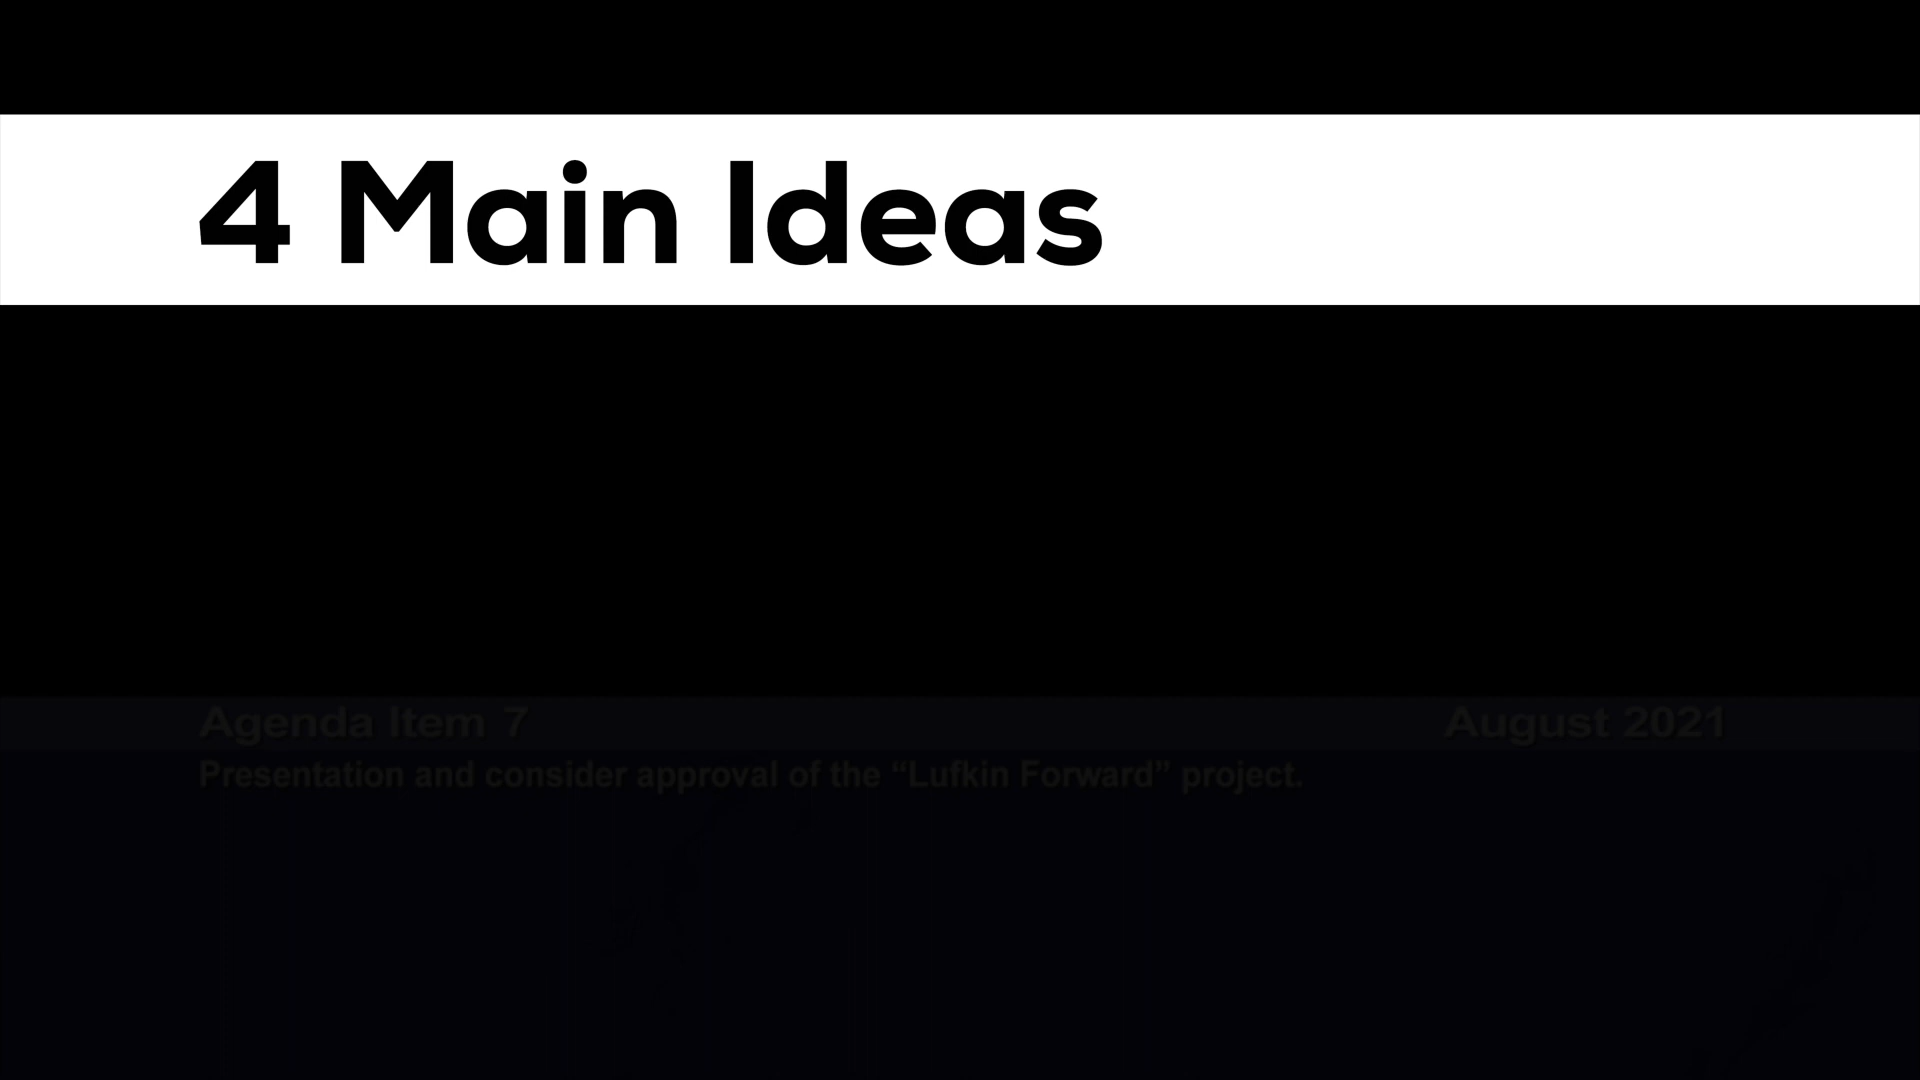 4 Main Ideas
Agenda Item 7 August 2021
Presentation and consider approval of the “Lufkin Forward” project.